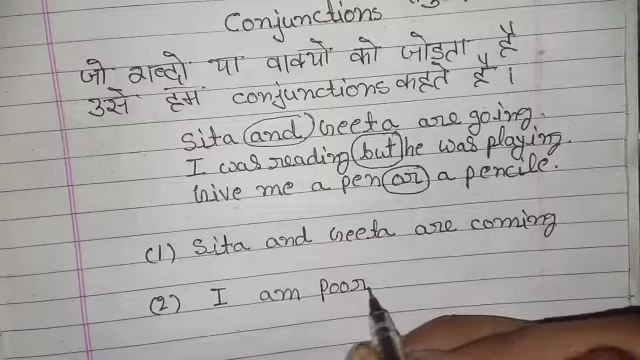 Conjunctions
जो शब्दो या वाक्यो को जोड़ता है
उसे हम conjunctions कहते है।
Sita and Geeta are going.
I was reading but he was playing.
Give me a pen or a pencile.
(1) Sita and Geeta are coming
(2) I am poor